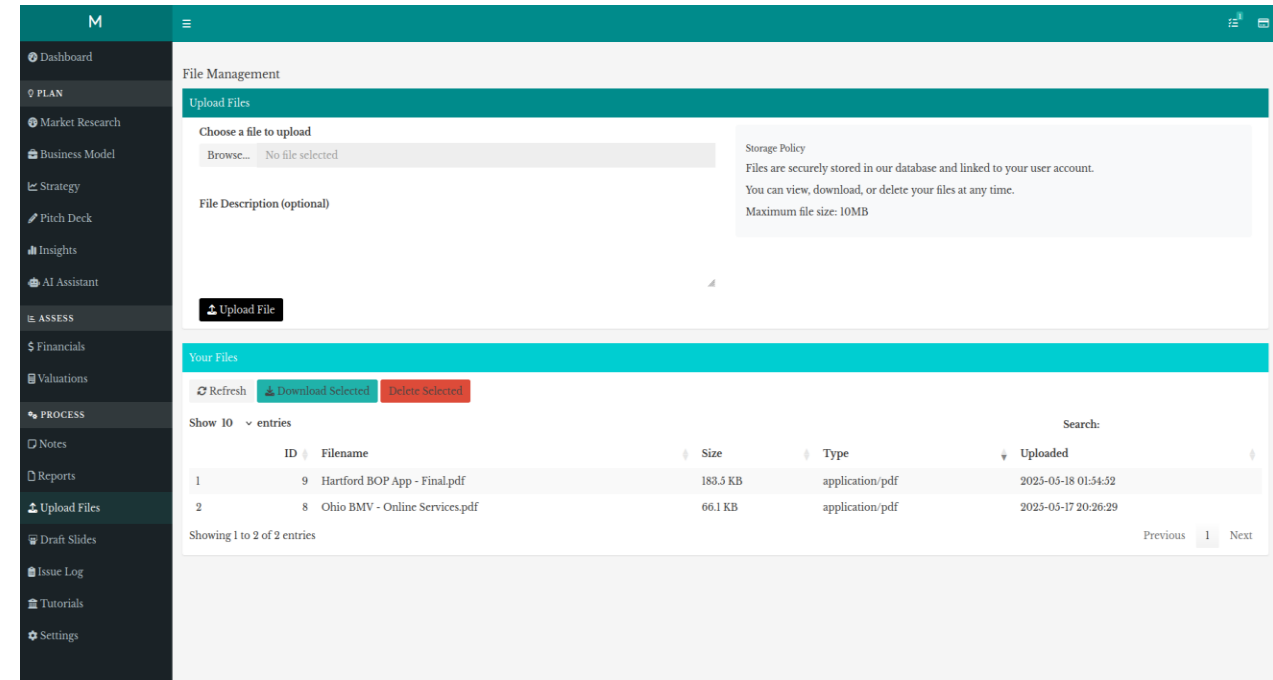 M
1
Dashboard
PLAN
Market Research
Business Model
Strategy
Pitch Deck
Insights
AI Assistant
ASSESS
$ Financials
Valuations
PROCESS
Notes
Reports
Upload Files
Draft Slides
Issue Log
Tutorials
Settings
File Management
Upload Files
Choose a file to upload
Browse... No file selected
File Description (optional)
Upload File
Storage Policy
Files are securely stored in our database and linked to your user account.
You can view, download, or delete your files at any time.
Maximum file size: 10MB
Your Files
Refresh Download Selected Delete Selected
Show 10 entries Search:
ID Filename Size Type Uploaded
1 9 Hartford BOP App - Final.pdf 183.5 KB application/pdf 2025-05-18 01:54:52
2 8 Ohio BMV - Online Services.pdf 66.1 KB application/pdf 2025-05-17 20:26:29
Showing 1 to 2 of 2 entries Previous 1 Next